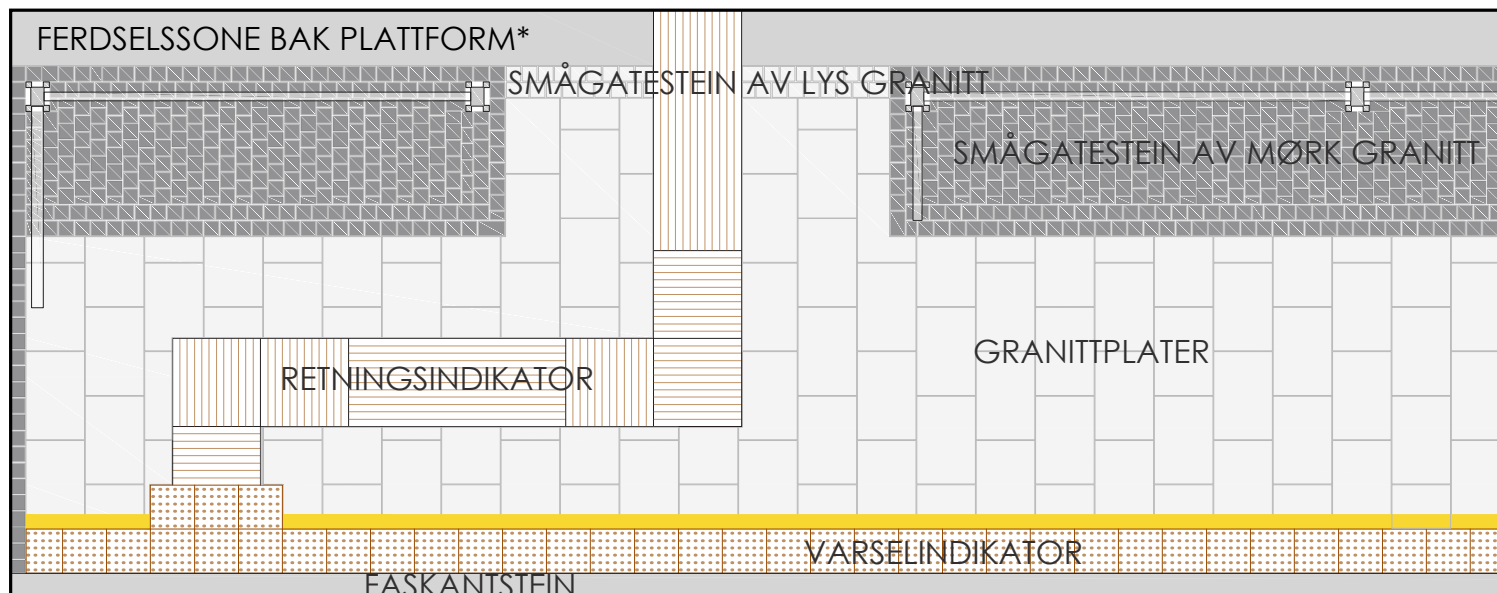 FERDSELSSONE BAK PLATTFORM*
SMÅGATESTEIN AV LYS GRANITT
SMÅGATESTEIN AV MØRK GRANITT
GRANITTPLATER
RETNINGSINDIKATOR
VARSELINDIKATOR
FASKANTSTEIN